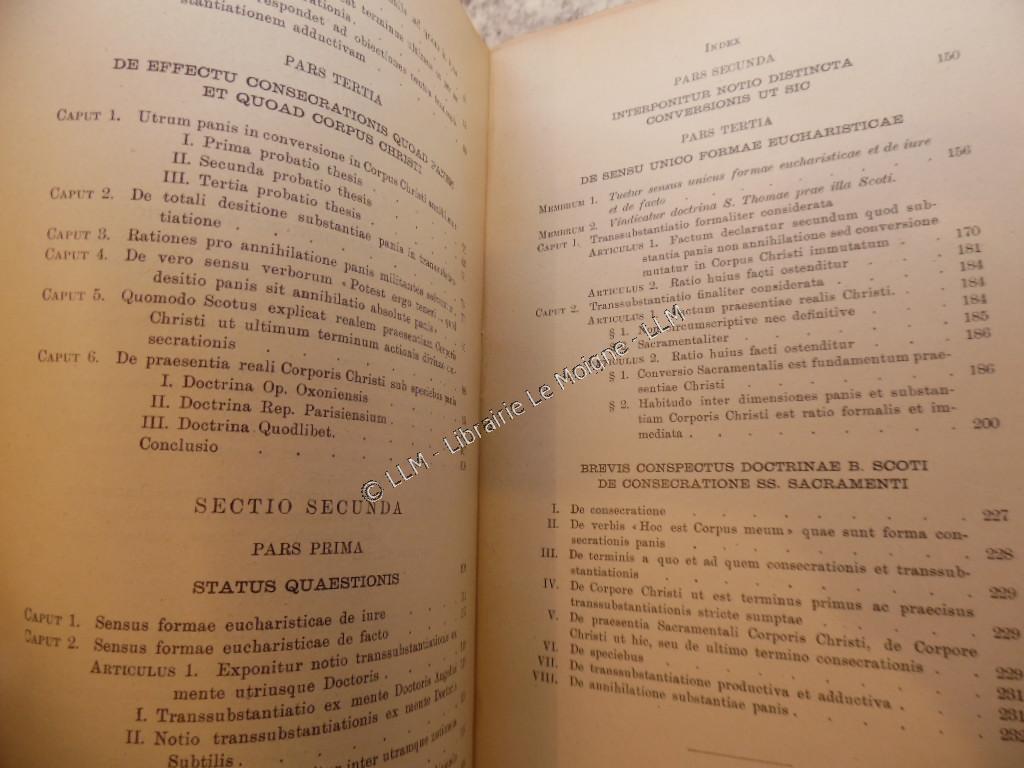 stantiationem adductivam
PARS TERTIA
DE EFFECTU CONSECRATIONIS QUOAD PANEM
ET QUOAD CORPUS CHRISTI
CAPUT 1. Utrum panis in conversione in Corpus Christi
I. Prima probatio thesis
II. Secunda probatio thesis
III. Tertia probatio thesis
CAPUT 2. De totali desitione substantiae panis in
tiatione
CAPUT 3. Rationes pro annihilatione panis militantes
CAPUT 4. De vero sensu verborum «Potest ergo teneri - quod
desitio panis sit annihilatio absolute panis
CAPUT 5. Quomodo Scotus explicat realem praesentiam Corporis
Christi ut ultimum terminum actionis divinae
secrationis
CAPUT 6. De praesentia reali Corporis Christi sub speciebus
I. Doctrina Op. Oxoniensis
II. Doctrina Rep. Parisiensium
III. Doctrina Quodlibet.
Conclusio
SECTIO SECUNDA
PARS PRIMA
STATUS QUAESTIONIS
CAPUT 1. Sensus formae eucharisticae de iure
CAPUT 2. Sensus formae eucharisticae de facto
ARTICULUS 1. Exponitur notio transsubstantiationis ex
mente utriusque Doctoris
I. Transsubstantiatio ex mente Doctoris Angelici
II. Notio transsubstantiationis ex mente Doctoris
Subtilis
inter utramque
INDEX
PARS SECUNDA
INTERPONITUR NOTIO DISTINCTA
CONVERSIONIS UT SIC 150
PARS TERTIA
DE SENSU UNICO FORMAE EUCHARISTICAE
MEMBRUM 1. Tuetur sensus unicus formae eucharisticae et de iure
et de facto 156
MEMBRUM 2. Vindicatur doctrina S. Thomae prae illa Scoti.
CAPUT 1. Transsubstantiatio formaliter considerata
ARTICULUS 1. Factum declaratur secundum quod sub-
stantia panis non annihilatione sed conversione
mutatur in Corpus Christi immutatum 170
ARTICULUS 2. Ratio huius facti ostenditur 181
CAPUT 2. Transsubstantiatio finaliter considerata 184
ARTICULUS 1. Factum praesentiae realis Christi. 184
§ 1. Non circumscriptive nec definitive 184
Sacramentaliter 185
ARTICULUS 2. Ratio huius facti ostenditur 186
§ 1. Conversio Sacramentalis est fundamentum prae-
sentiae Christi 186
§ 2. Habitudo inter dimensiones panis et substan-
tiam Corporis Christi est ratio formalis et im-
mediata 200
BREVIS CONSPECTUS DOCTRINAE B. SCOTI
DE CONSECRATIONE SS. SACRAMENTI
I. De consecratione 227
II. De verbis «Hoc est Corpus meum» quae sunt forma con-
secrationis panis 228
III. De terminis a quo et ad quem consecrationis et transsub-
stantiationis 229
IV. De Corpore Christi ut est terminus primus ac praecisus
transsubstantiationis stricte sumptae 229
V. De praesentia Sacramentali Corporis Christi, de Corpore
Christi ut hic, seu de ultimo termino consecrationis 229
VI. De speciebus 231
VII. De transsubstantiatione productiva et adductiva 231
VIII. De annihilatione substantiae panis 232
© LLM - Librairie Le Moigne - LLM